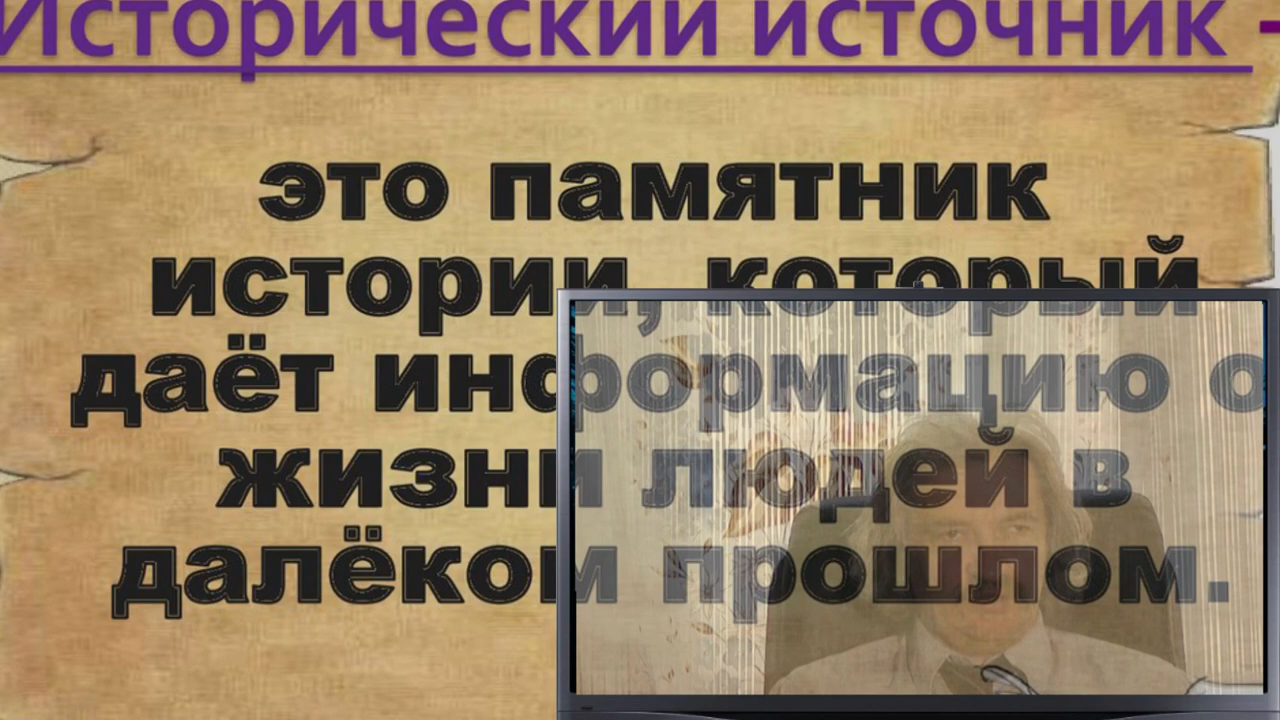 Исторический источник -
это памятник
истории, который
даёт информацию о
жизни людей в
далёком прошлом.